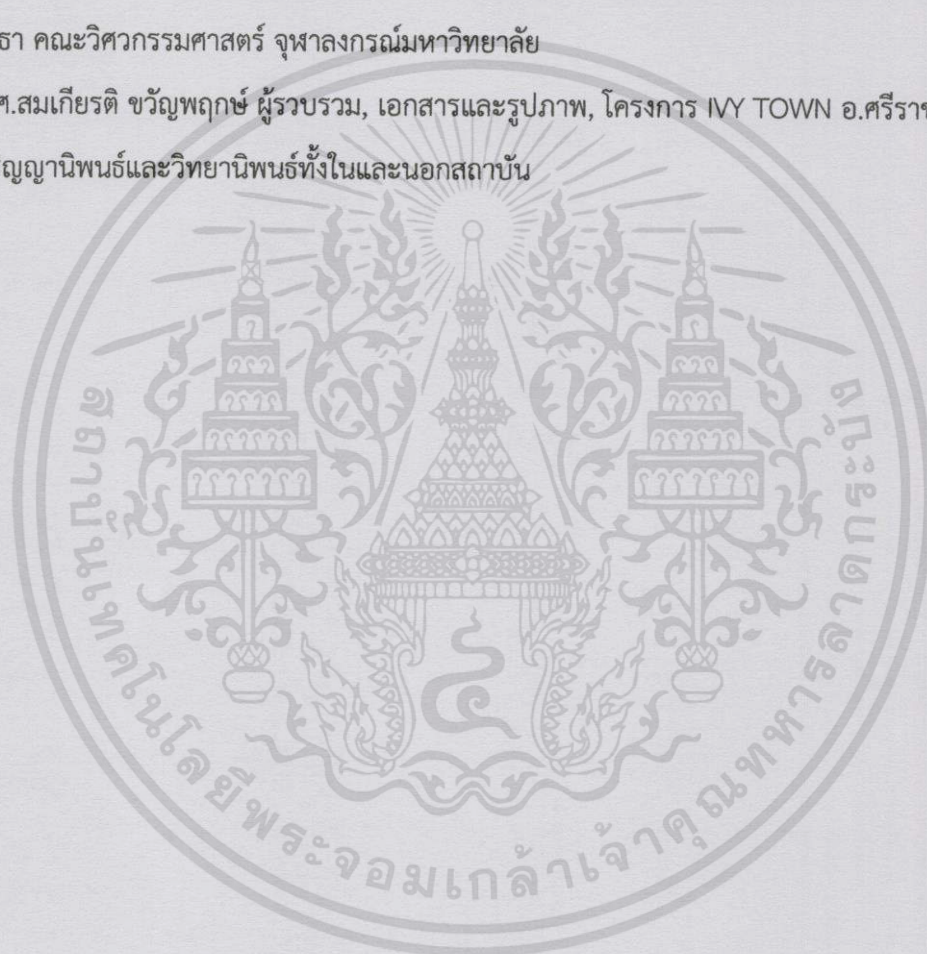 ธา คณะวิศวกรรมศาสตร์ จุฬาลงกรณ์มหาวิทยาลัย
ศ.สมเกียรติ ขวัญพฤกษ์ ผู้รวบรวม, เอกสารและรูปภาพ, โครงการ IVY TOWN อ.ศรีราช
ญญานิพนธ์และวิทยานิพนธ์ทั้งในและนอกสถาบัน
สถาบันเทคโนโลยีพระจอมเกล้าเจ้าคุณทหารลาดกระบัง
๔